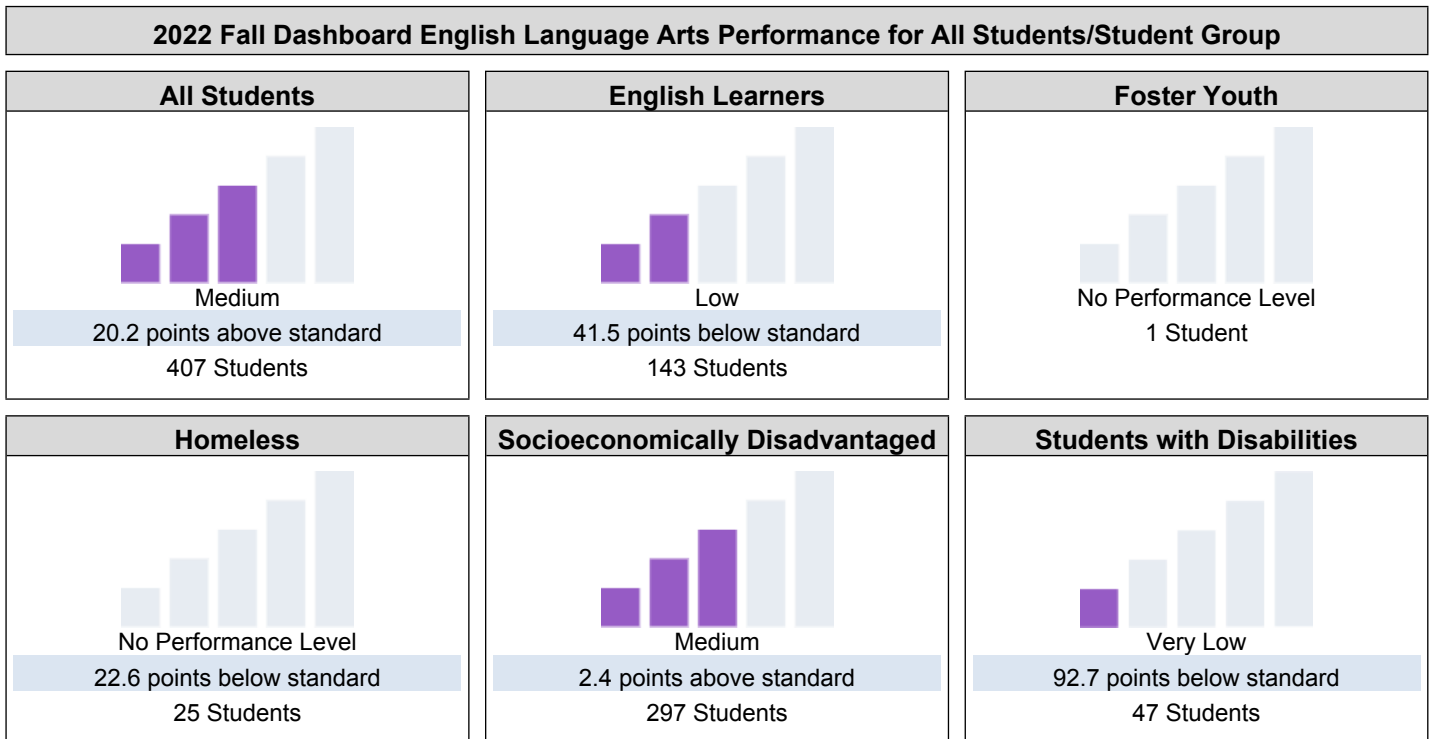 2022 Fall Dashboard English Language Arts Performance for All Students/Student Group
All Students
Medium
20.2 points above standard
407 Students
English Learners
Low
41.5 points below standard
143 Students
Foster Youth
No Performance Level
1 Student
Homeless
No Performance Level
22.6 points below standard
25 Students
Socioeconomically Disadvantaged
Medium
2.4 points above standard
297 Students
Students with Disabilities
Very Low
92.7 points below standard
47 Students